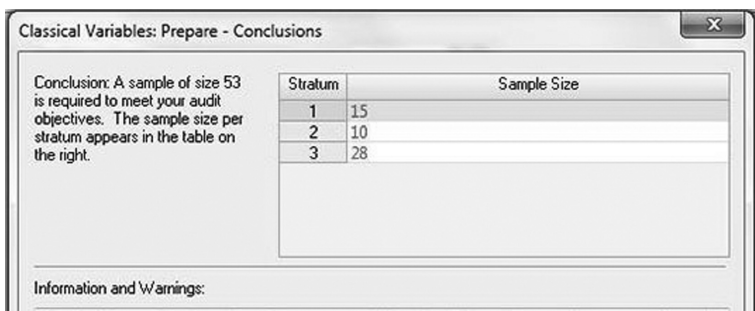 Classical Variables: Prepare - Conclusions
X
Conclusion: A sample of size 53
is required to meet your audit
objectives. The sample size per
stratum appears in the table on
the right.
Stratum Sample Size
1 15
2 10
3 28
Information and Warnings: